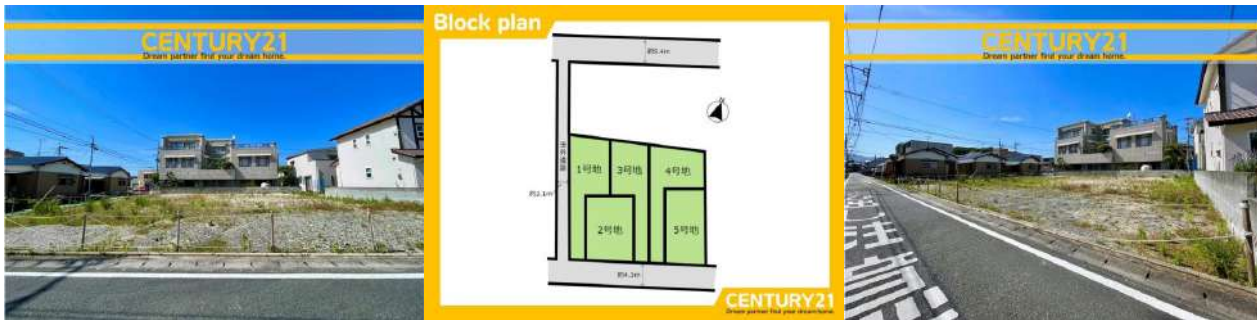 CENTURY21
Dream partner find your dream home.
Block plan
約5.4m
N
1号地
3号地
4号地
約2.1m
2号地
5号地
約4.2m
CENTURY21
Dream partner find your dream home.
CENTURY21
Dream partner find your dream home.